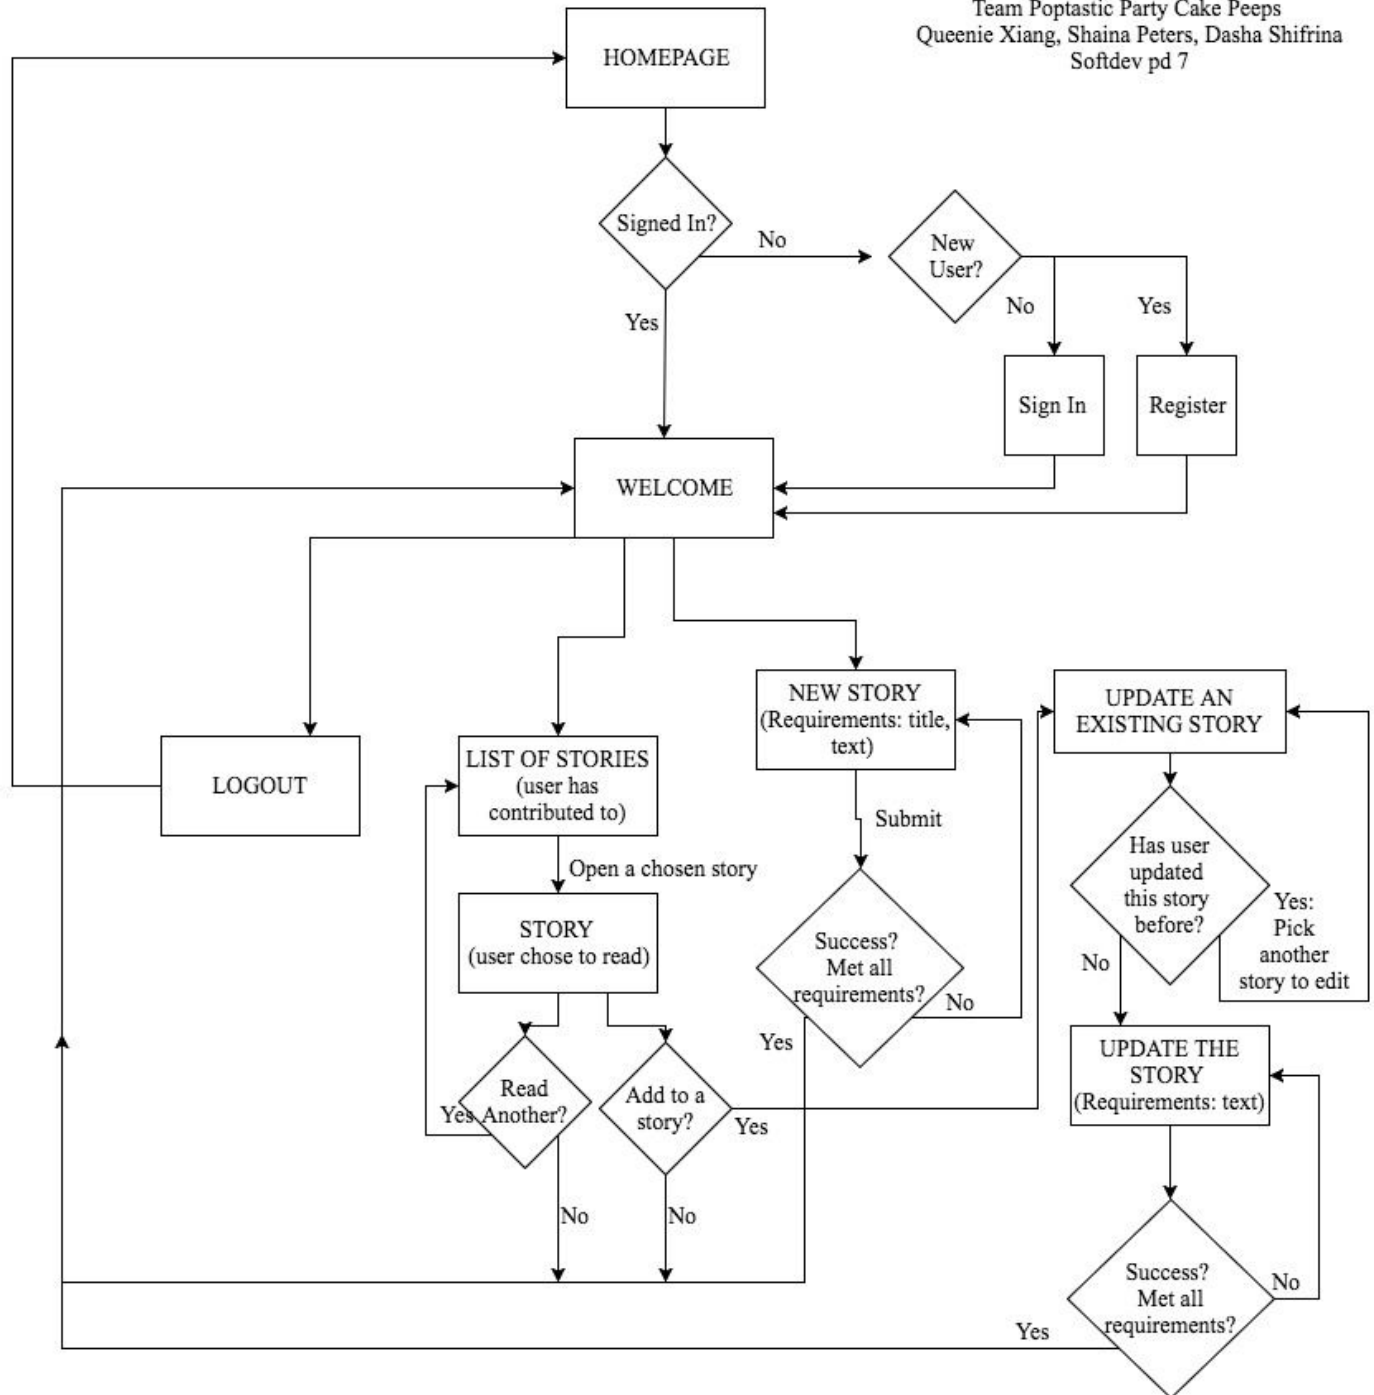 Team Poptastic Party Cake Peeps
Queenie Xiang, Shaina Peters, Dasha Shifrina
Softdev pd 7
HOMEPAGE
Signed In?
No
New
User?
No
Yes
Yes
Sign In
Register
WELCOME
NEW STORY
(Requirements: title,
text)
UPDATE AN
EXISTING STORY
LOGOUT
LIST OF STORIES
(user has
contributed to)
Submit
Open a chosen story
Has user
updated
this story
before?
Yes:
Pick
another
story to edit
No
STORY
(user chose to read)
Success?
Met all
requirements?
No
Yes
UPDATE THE
STORY
(Requirements: text)
Read
Another?
Yes
Add to a
story?
Yes
No
No
Success?
Met all
requirements?
No
Yes